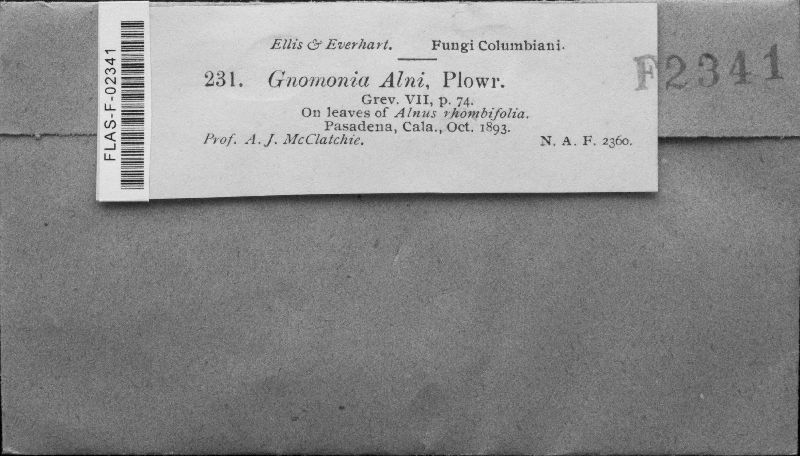 FLAS-F-02341
Ellis & Everhart. Fungi Columbiani.
231. Gnomonia Alni, Plowr.
Grev. VII, p. 74.
On leaves of Alnus rhombifolia.
Pasadena, Cala., Oct. 1893.
Prof. A. J. McClatchie. N. A. F. 2360.
F2341